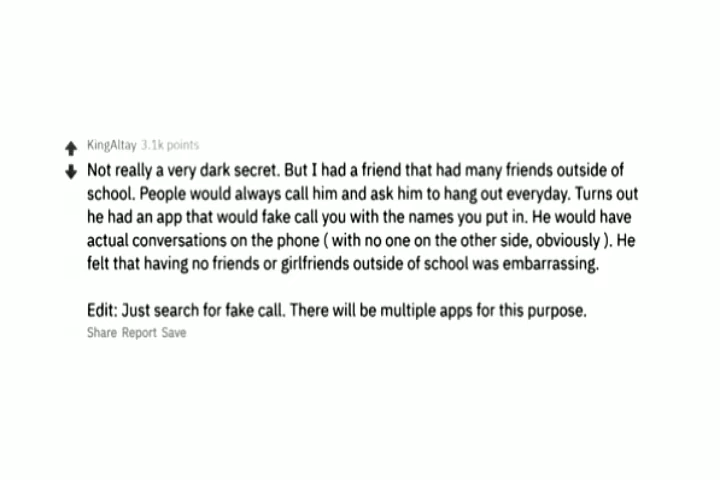 KingAltay 3.1k points
Not really a very dark secret. But I had a friend that had many friends outside of
school. People would always call him and ask him to hang out everyday. Turns out
he had an app that would fake call you with the names you put in. He would have
actual conversations on the phone ( with no one on the other side, obviously ). He
felt that having no friends or girlfriends outside of school was embarrassing.
Edit: Just search for fake call. There will be multiple apps for this purpose.
Share Report Save